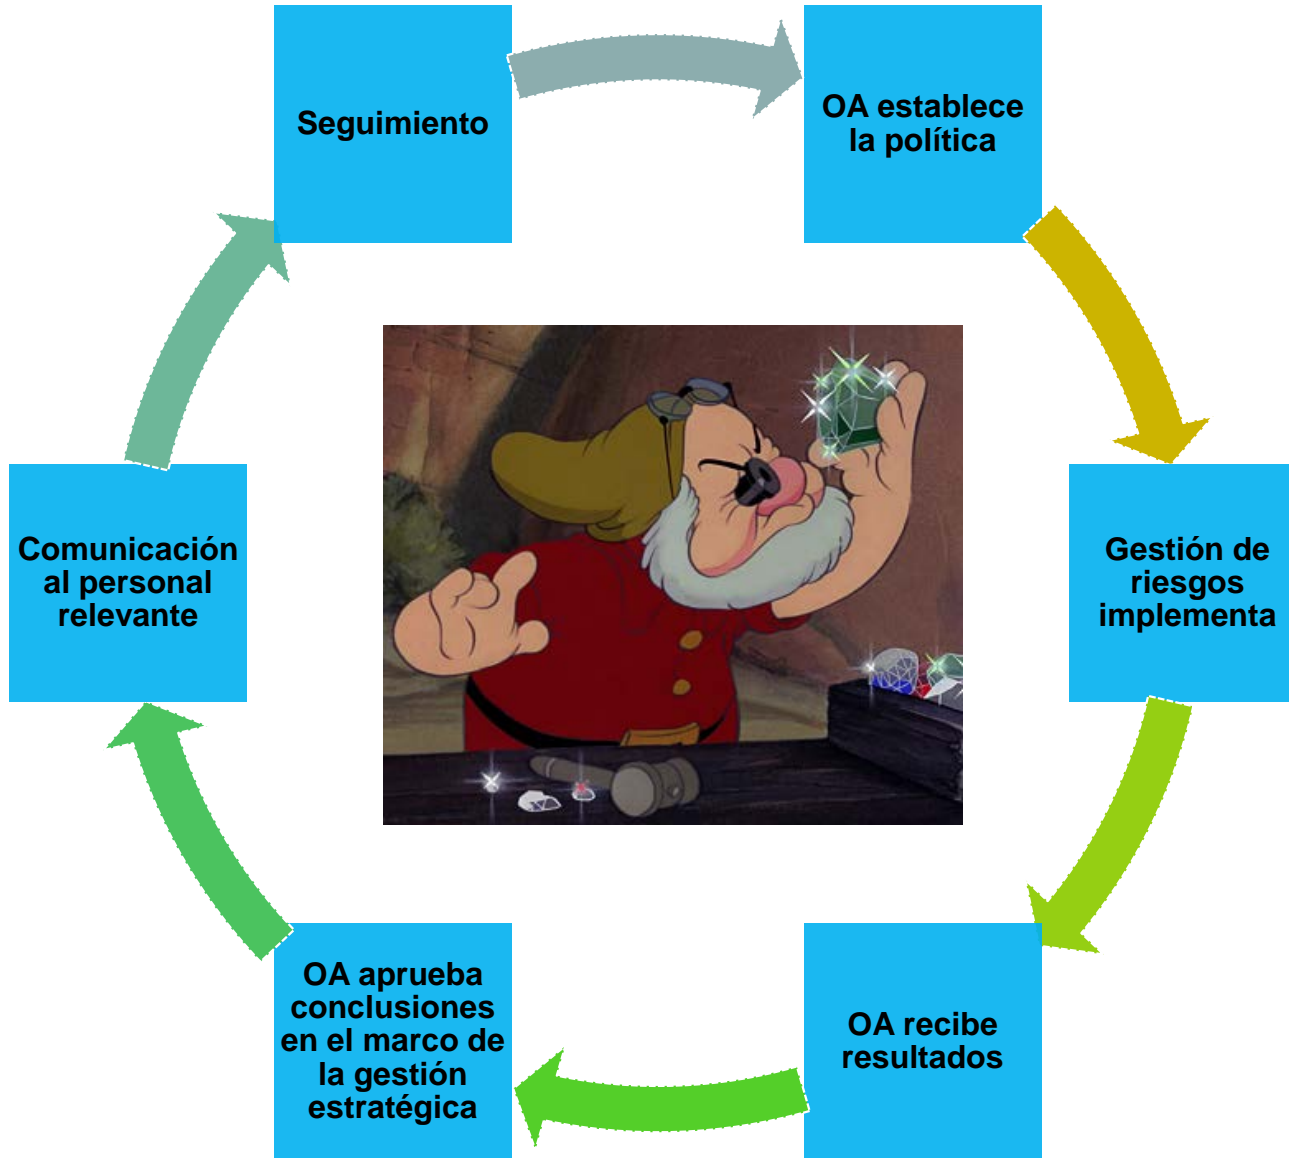 Seguimiento
OA establece
la política
Gestión de
riesgos
implementa
OA recibe
resultados
OA aprueba
conclusiones
en el marco de
la gestión
estratégica
Comunicación
al personal
relevante